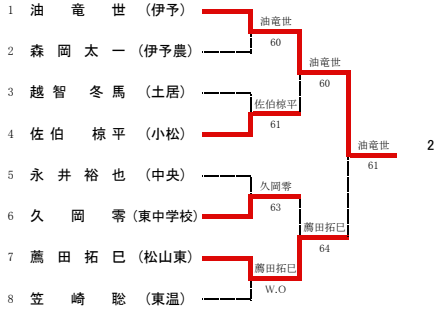 1 油 竜 世 （伊予）
油竜世
60
2 森 岡 太 一 （伊予農）
油竜世
60
3 越 智 冬 馬 （土居）
佐伯椋平
61
4 佐 伯 椋 平 （小松）
油竜世
61
2
5 永 井 裕 也 （中央）
久岡零
63
6 久 岡 零 （東中学校）
薦田拓巳
64
7 薦 田 拓 巳 （松山東）
薦田拓巳
W.O
8 笠 崎 聡 （東温）